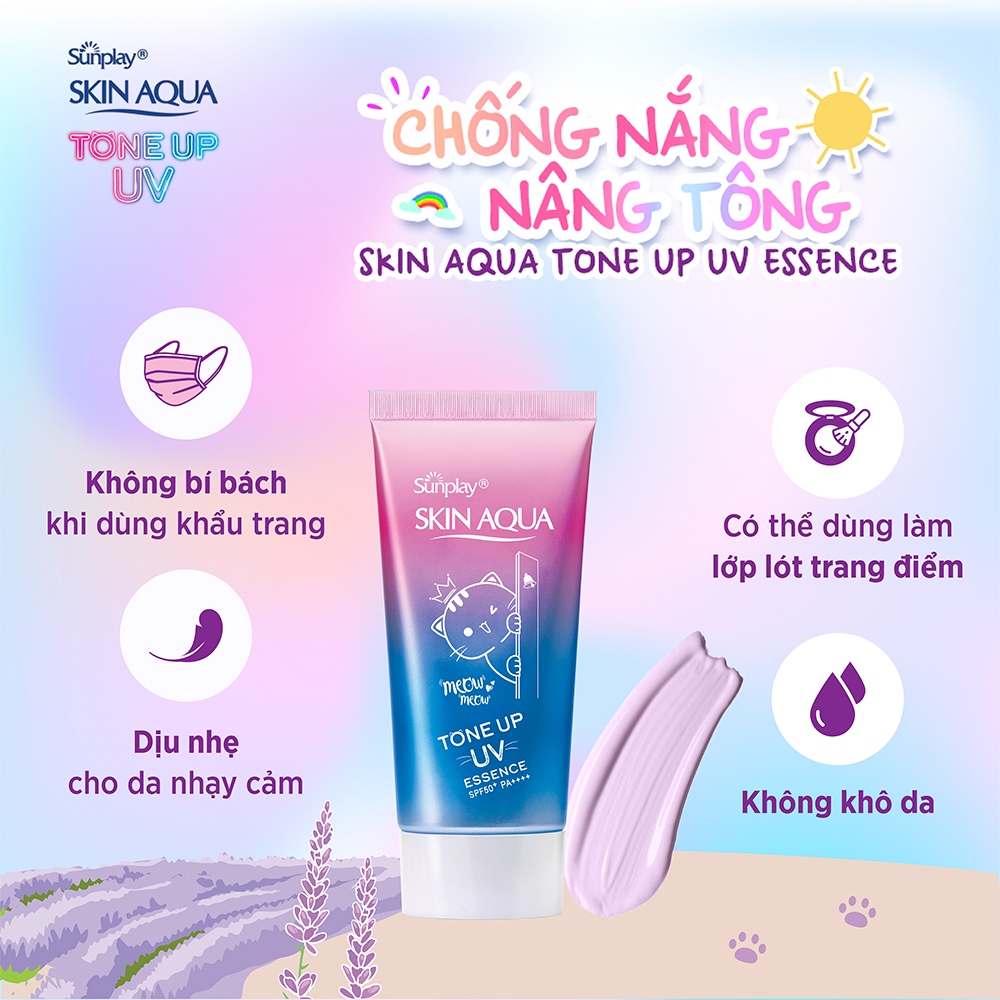 Sunplay®
SKIN AQUA
TONE UP
UV
CHỐNG NẮNG
NÂNG TÔNG
SKIN AQUA TONE UP UV ESSENCE
Không bí bách
khi dùng khẩu trang
Dịu nhẹ
cho da nhạy cảm
Sunplay®
SKIN AQUA
"meow
meow"
TONE UP
UV
ESSENCE
SPF50+ PA++++
Có thể dùng làm
lớp lót trang điểm
Không khô da